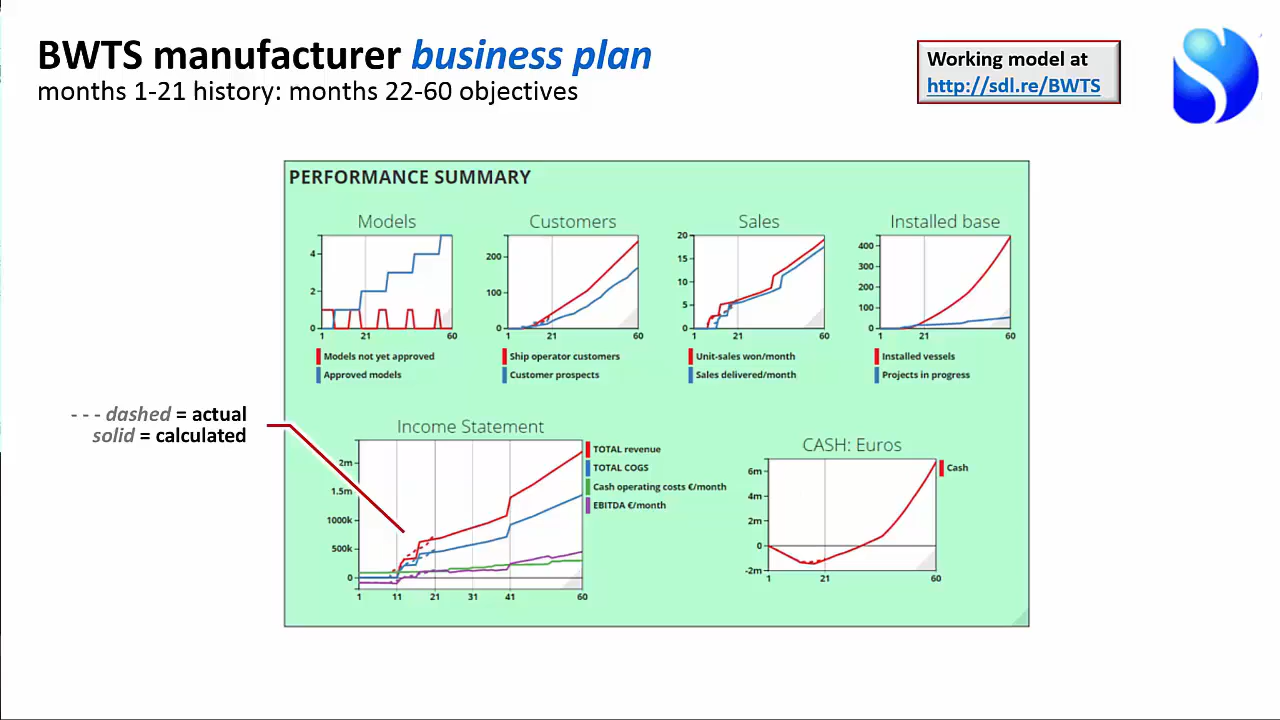 BWTS manufacturer business plan
months 1-21 history: months 22-60 objectives
Working model at
http://sdl.re/BWTS
PERFORMANCE SUMMARY
Models
4
2
0
1
21
60
Models not yet approved
Approved models
Customers
200
100
0
1
21
60
Ship operator customers
Customer prospects
Sales
20
15
10
5
0
1
21
60
Unit-sales won/month
Sales delivered/month
Installed base
400
300
200
100
0
1
21
60
Installed vessels
Projects in progress
- - - dashed = actual
solid = calculated
Income Statement
2m
1.5m
1000k
500k
0
1
11
21
31
41
60
TOTAL revenue
TOTAL COGS
Cash operating costs €/month
EBITDA €/month
CASH: Euros
6m
4m
2m
0
-2m
1
21
60
Cash